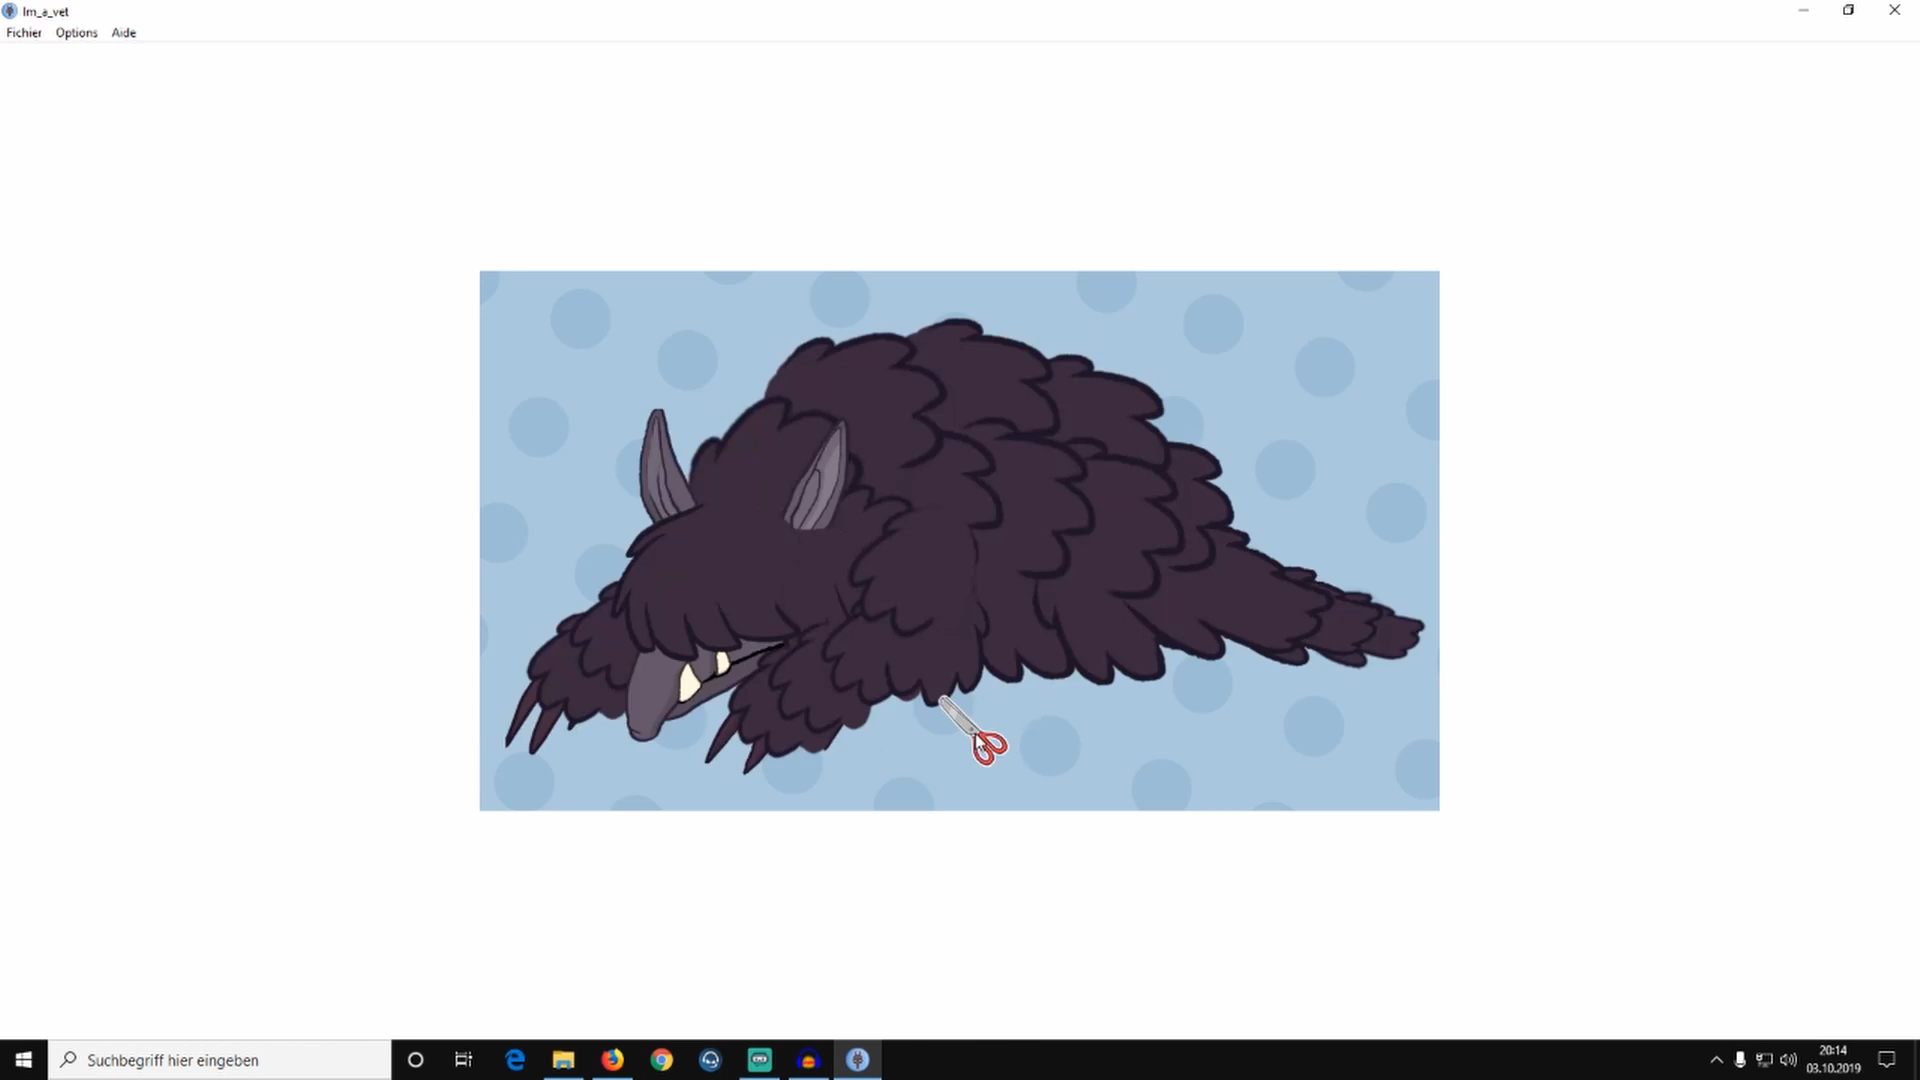 Im_a_vet
Fichier Options Aide
Suchbegriff hier eingeben
20:14
03.10.2019